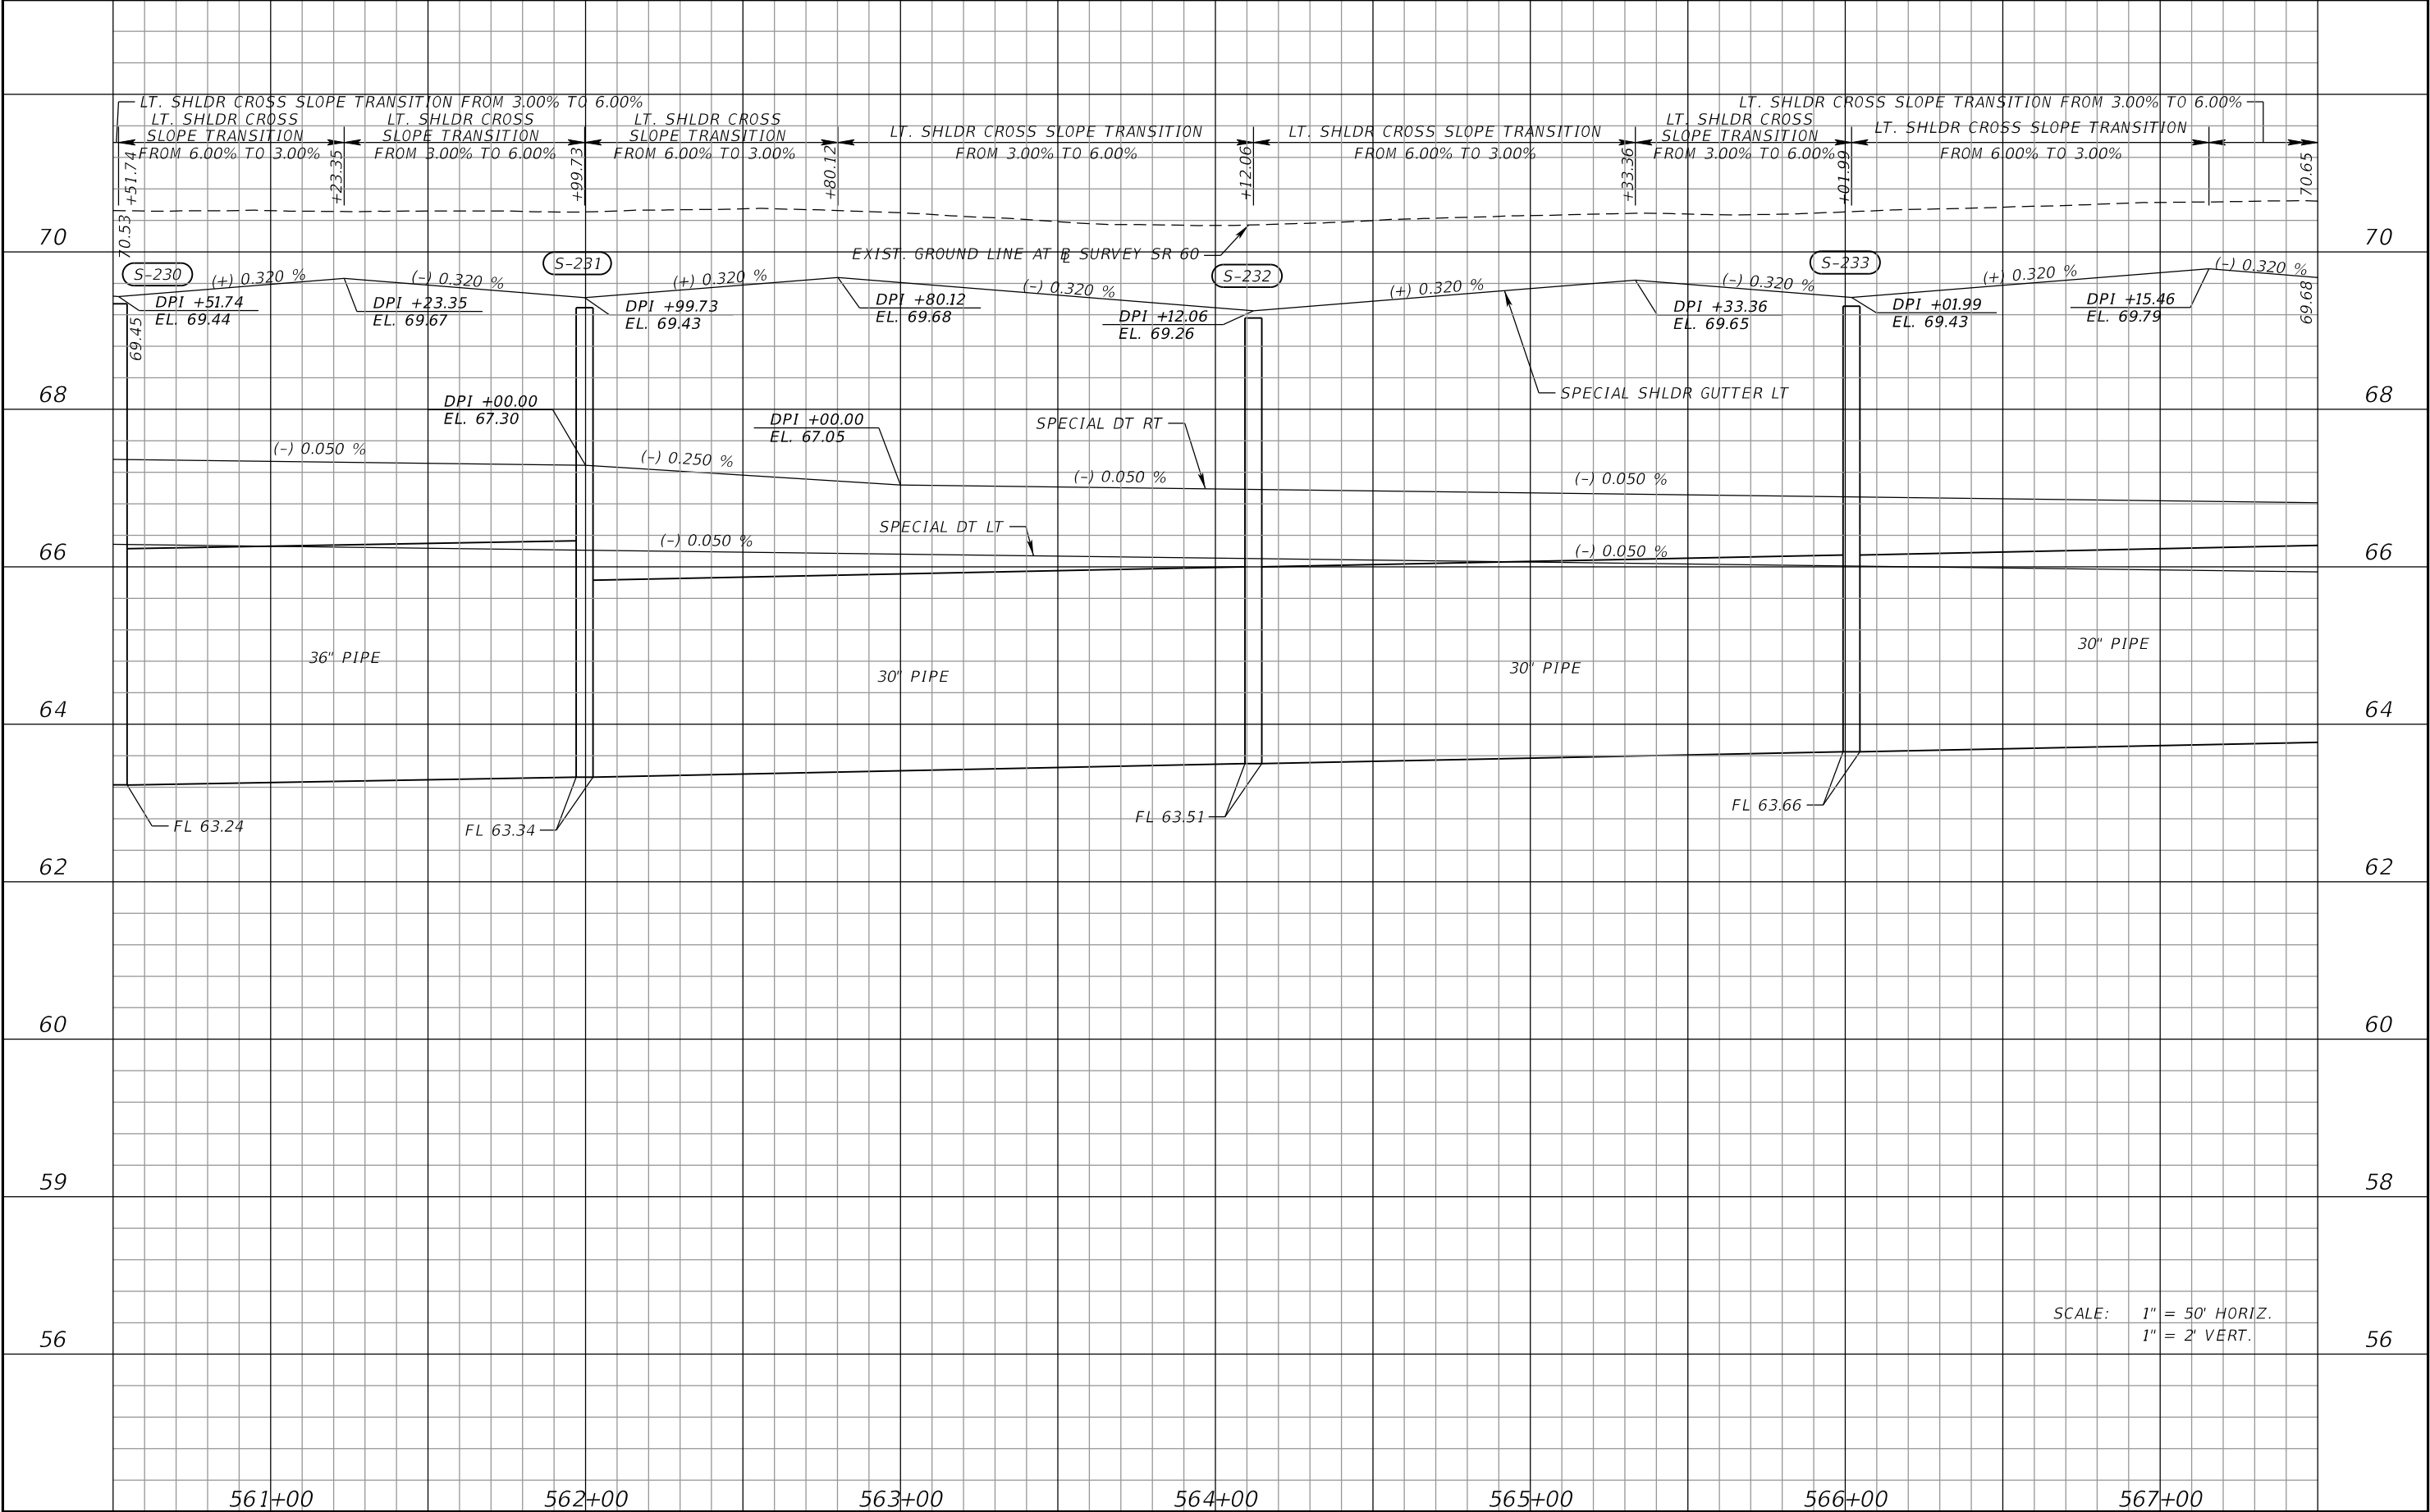 LT. SHLDR CROSS SLOPE TRANSITION FROM 3.00% TO 6.00%
LT. SHLDR CROSS SLOPE TRANSITION FROM 3.00% TO 6.00%
LT. SHLDR CROSS
SLOPE TRANSITION
FROM 6.00% TO 3.00%
LT. SHLDR CROSS
SLOPE TRANSITION
FROM 3.00% TO 6.00%
LT. SHLDR CROSS
SLOPE TRANSITION
FROM 6.00% TO 3.00%
LT. SHLDR CROSS SLOPE TRANSITION
FROM 3.00% TO 6.00%
LT. SHLDR CROSS SLOPE TRANSITION
FROM 6.00% TO 3.00%
LT. SHLDR CROSS
SLOPE TRANSITION
FROM 3.00% TO 6.00%
LT. SHLDR CROSS SLOPE TRANSITION
FROM 6.00% TO 3.00%
+51.74
+23.35
+99.73
+80.12
+12.06
+33.36
+01.99
70.65
70.53
70
70
EXIST. GROUND LINE AT BL SURVEY SR 60
S-230
S-231
S-232
S-233
(+) 0.320 %
(-) 0.320 %
(+) 0.320 %
(-) 0.320 %
(+) 0.320 %
(-) 0.320 %
(+) 0.320 %
(-) 0.320 %
DPI +51.74
EL. 69.44
DPI +23.35
EL. 69.67
DPI +99.73
EL. 69.43
DPI +80.12
EL. 69.68
DPI +12.06
EL. 69.26
DPI +33.36
EL. 69.65
DPI +01.99
EL. 69.43
DPI +15.46
EL. 69.79
69.45
69.68
68
68
SPECIAL SHLDR GUTTER LT
DPI +00.00
EL. 67.30
DPI +00.00
EL. 67.05
SPECIAL DT RT
(-) 0.050 %
(-) 0.250 %
(-) 0.050 %
(-) 0.050 %
SPECIAL DT LT
(-) 0.050 %
(-) 0.050 %
66
66
36" PIPE
30" PIPE
30" PIPE
30" PIPE
64
64
FL 63.24
FL 63.34
FL 63.51
FL 63.66
62
62
60
60
59
58
SCALE: 1" = 50' HORIZ.
1" = 2' VERT.
56
56
561+00
562+00
563+00
564+00
565+00
566+00
567+00